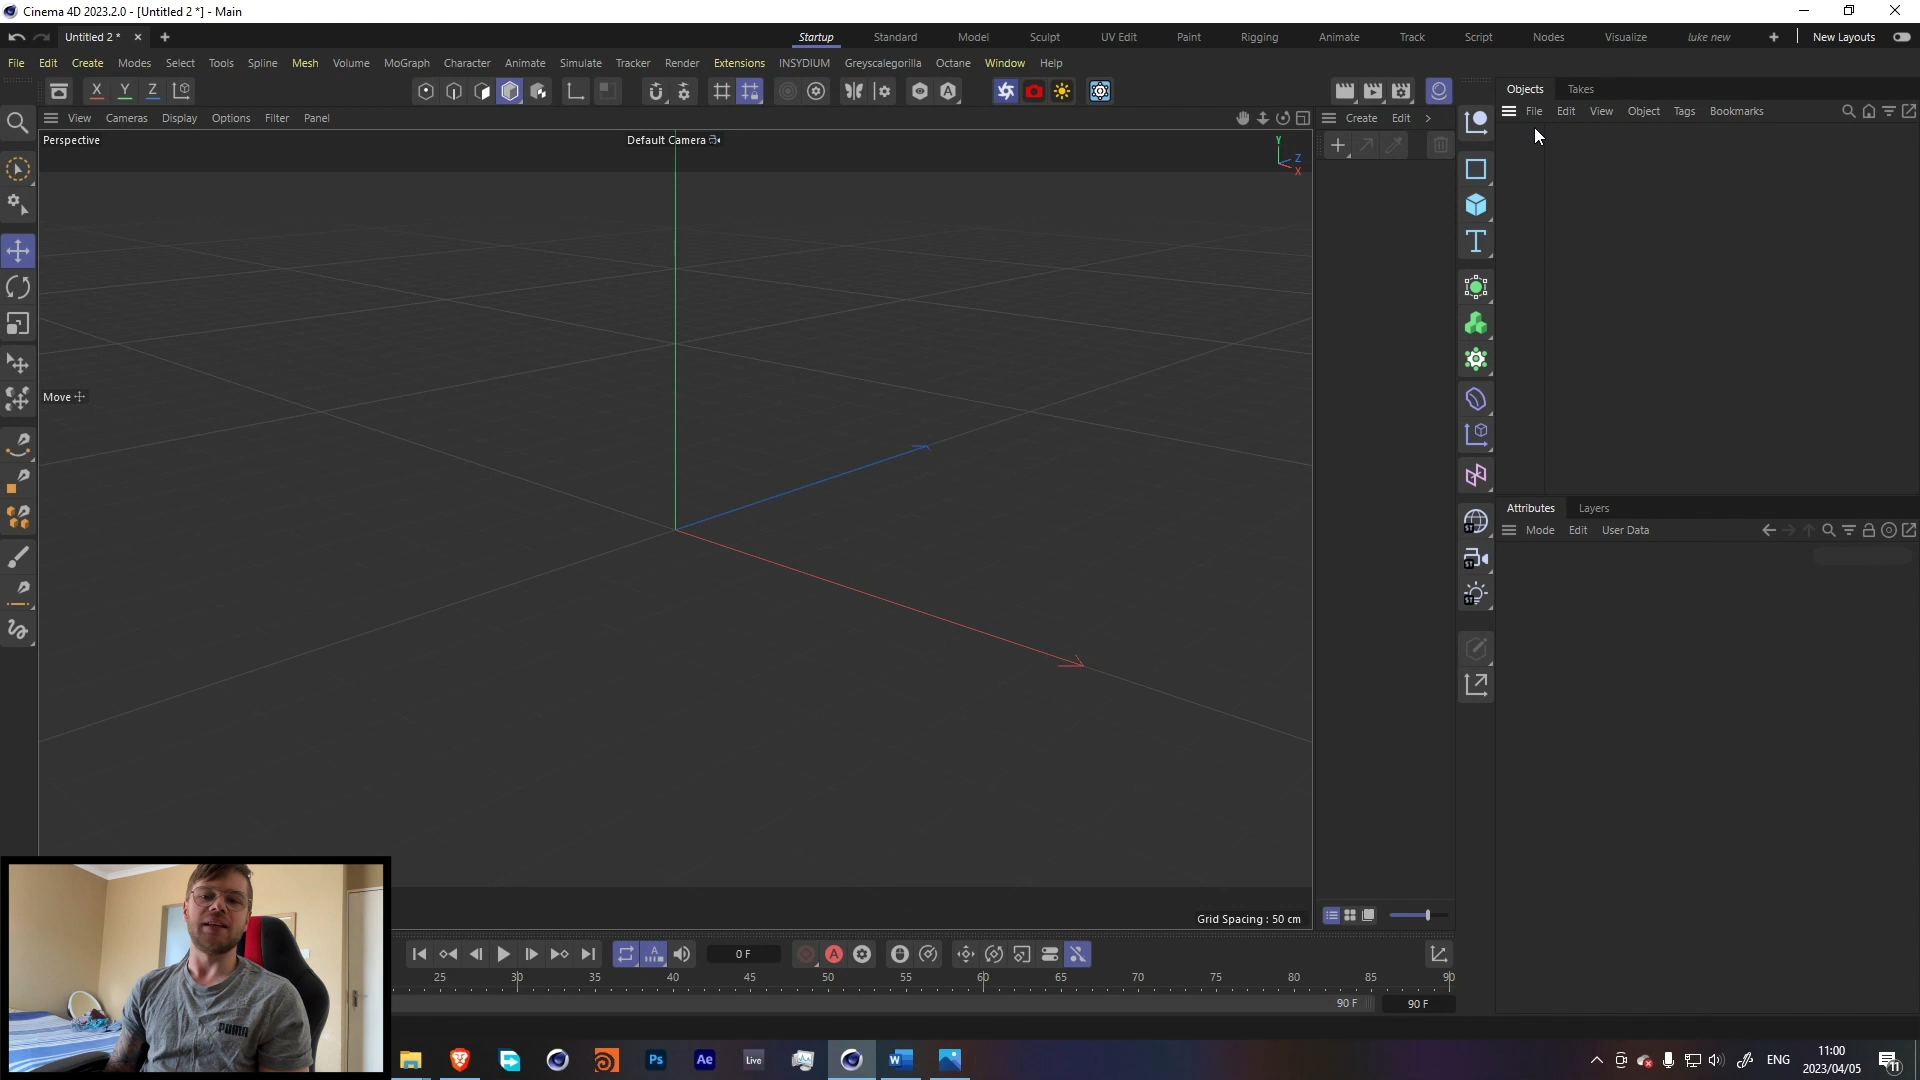 Cinema 4D 2023.2.0 - [Untitled 2 *] - Main
Untitled 2 *
Startup Standard Model Sculpt UV Edit Paint Rigging Animate Track Script Nodes Visualize luke new New Layouts
File Edit Create Modes Select Tools Spline Mesh Volume MoGraph Character Animate Simulate Tracker Render Extensions INSYDIUM Greyscalegorilla Octane Window Help
X Y Z
Objects Takes
File Edit View Object Tags Bookmarks
View Cameras Display Options Filter Panel
Create Edit
Perspective
Default Camera
Y
Z
X
Move
Attributes Layers
Mode Edit User Data
Grid Spacing : 50 cm
0 F
25 30 35 40 45 50 55 60 65 70 75 80 85 90
90 F
90 F
PUMA
Ps
Ae
Live
ENG
11:00
2023/04/05
11